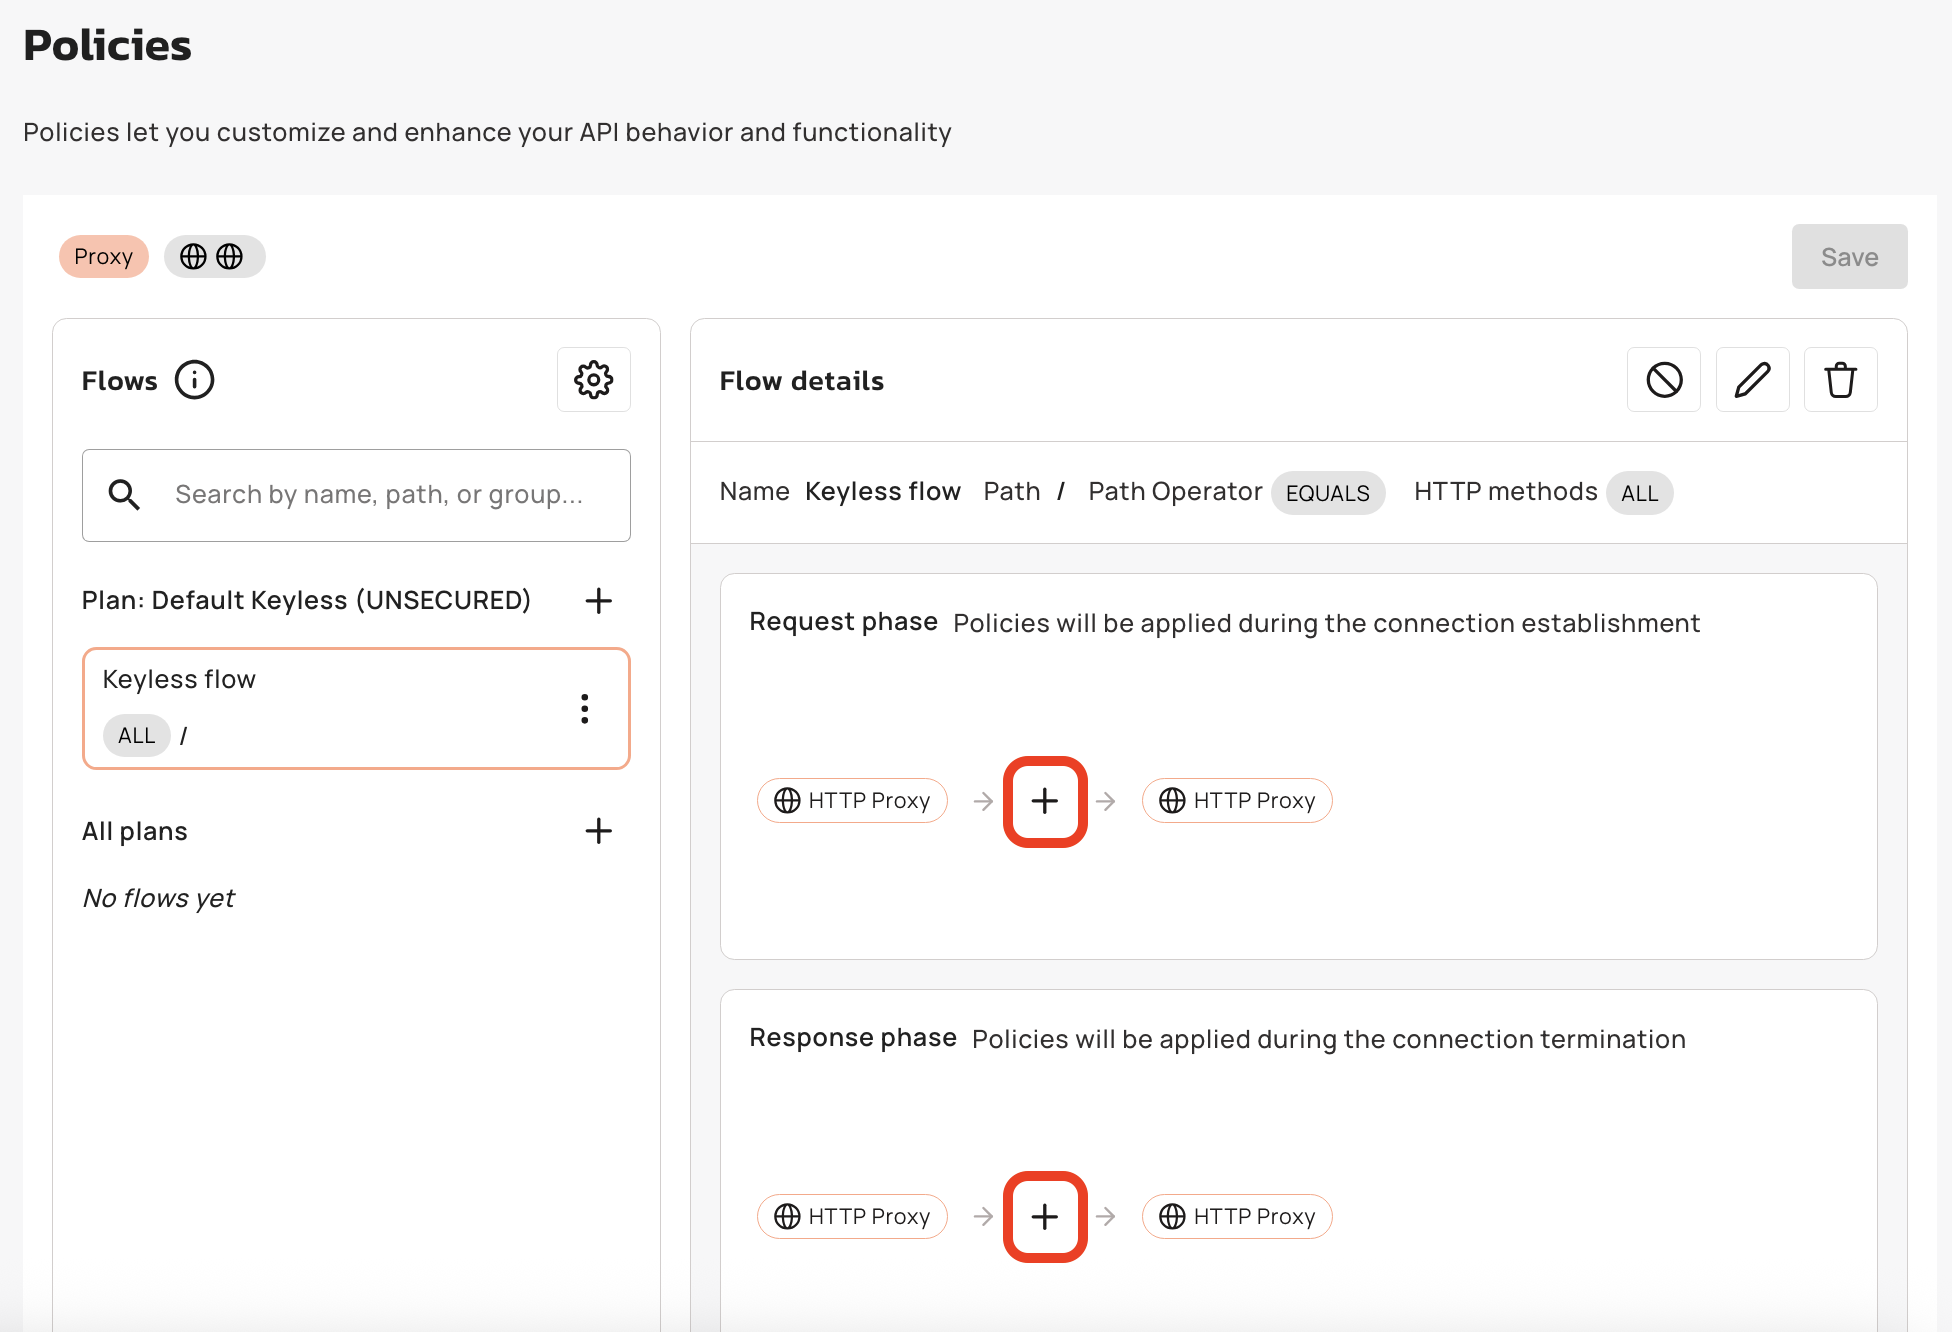 Policies
Policies let you customize and enhance your API behavior and functionality
Proxy
Save
Flows
Search by name, path, or group...
Plan: Default Keyless (UNSECURED)
Keyless flow
ALL /
All plans
No flows yet
Flow details
Name Keyless flow Path / Path Operator EQUALS HTTP methods ALL
Request phase Policies will be applied during the connection establishment
HTTP Proxy HTTP Proxy
Response phase Policies will be applied during the connection termination
HTTP Proxy HTTP Proxy